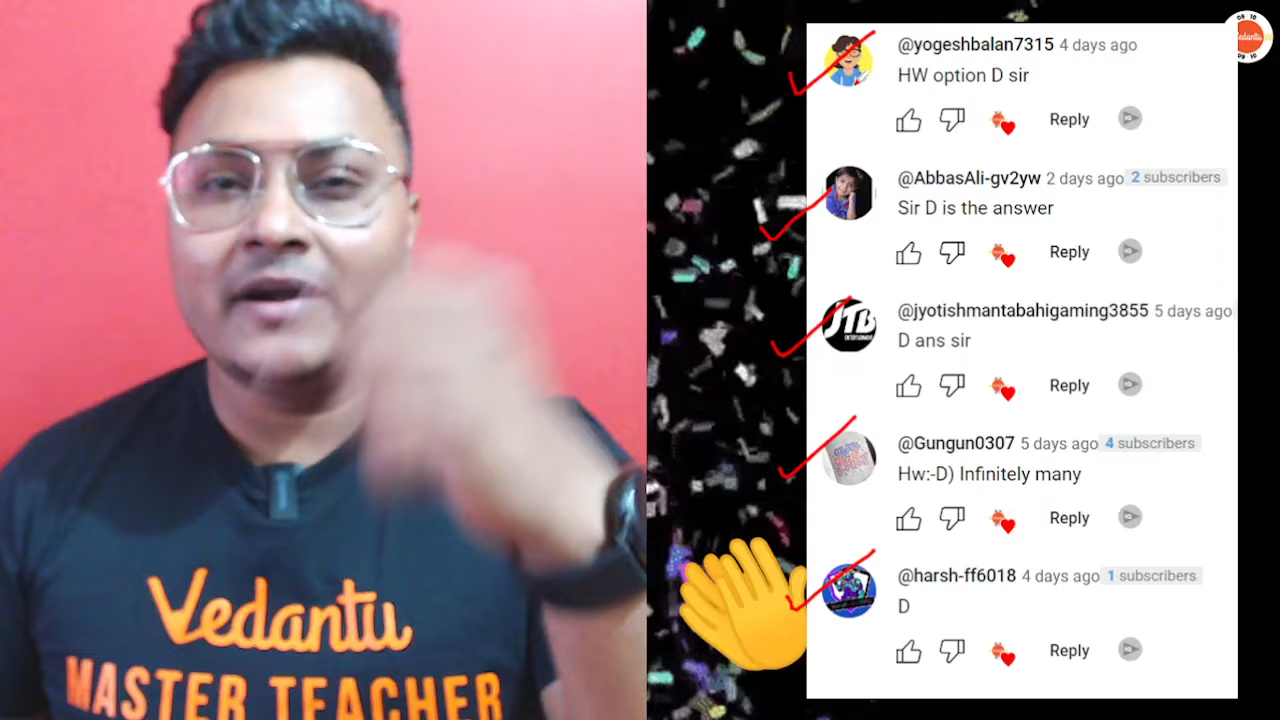 Vedantu
MASTER TEACHER
@yogeshbalan7315 4 days ago
HW option D sir
Reply
@AbbasAli-gv2yw 2 days ago 2 subscribers
Sir D is the answer
Reply
@jyotishmantabahigaming3855 5 days ago
D ans sir
Reply
JTB
@Gungun0307 5 days ago 4 subscribers
Hw:-D) Infinitely many
Reply
@harsh-ff6018 4 days ago 1 subscribers
D
Reply
Vedantu